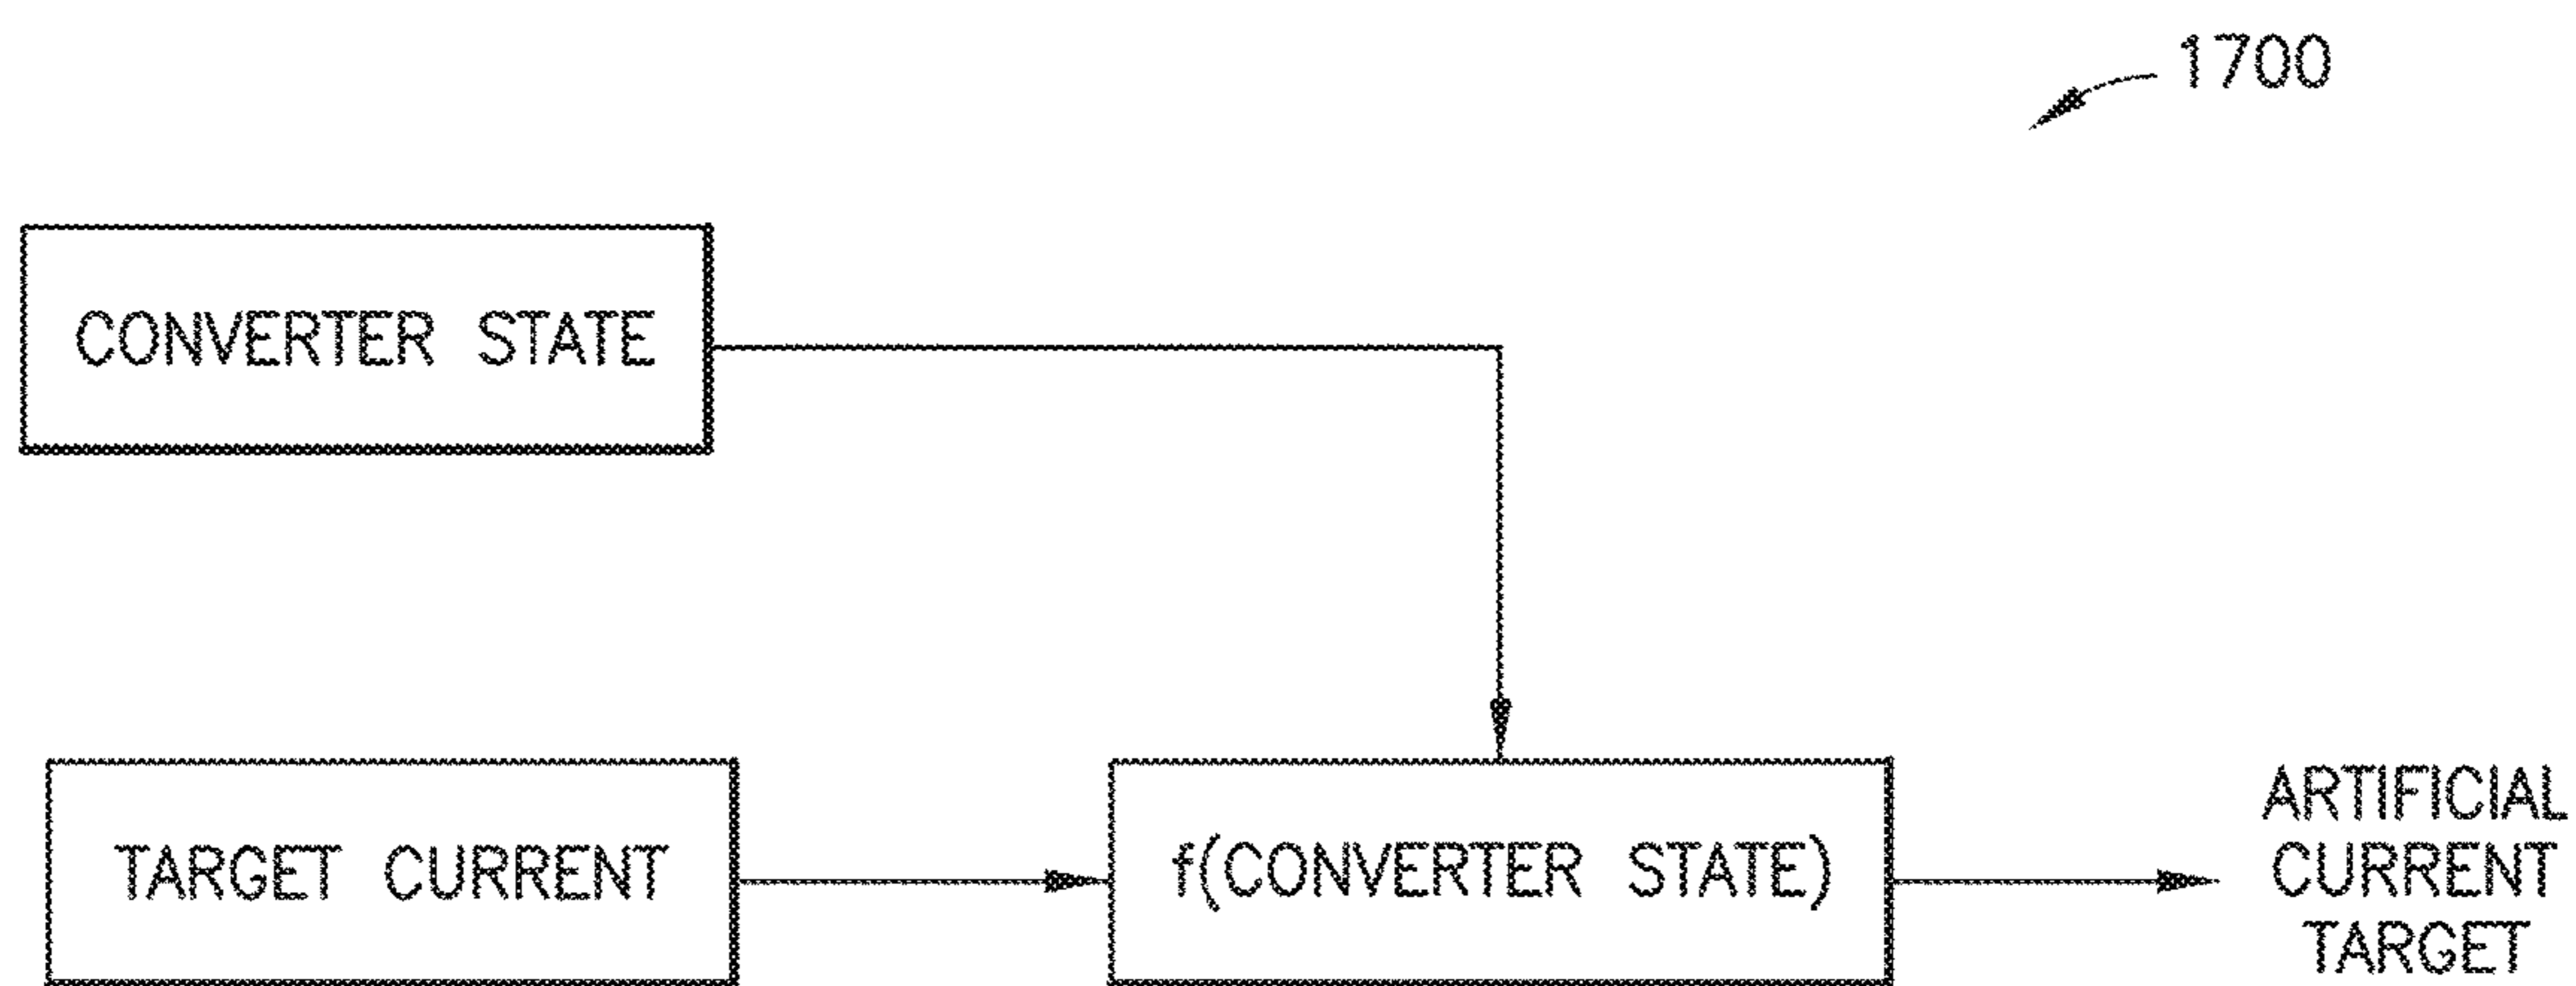 1700
CONVERTER STATE
TARGET CURRENT
f(CONVERTER STATE)
ARTIFICIAL
CURRENT
TARGET